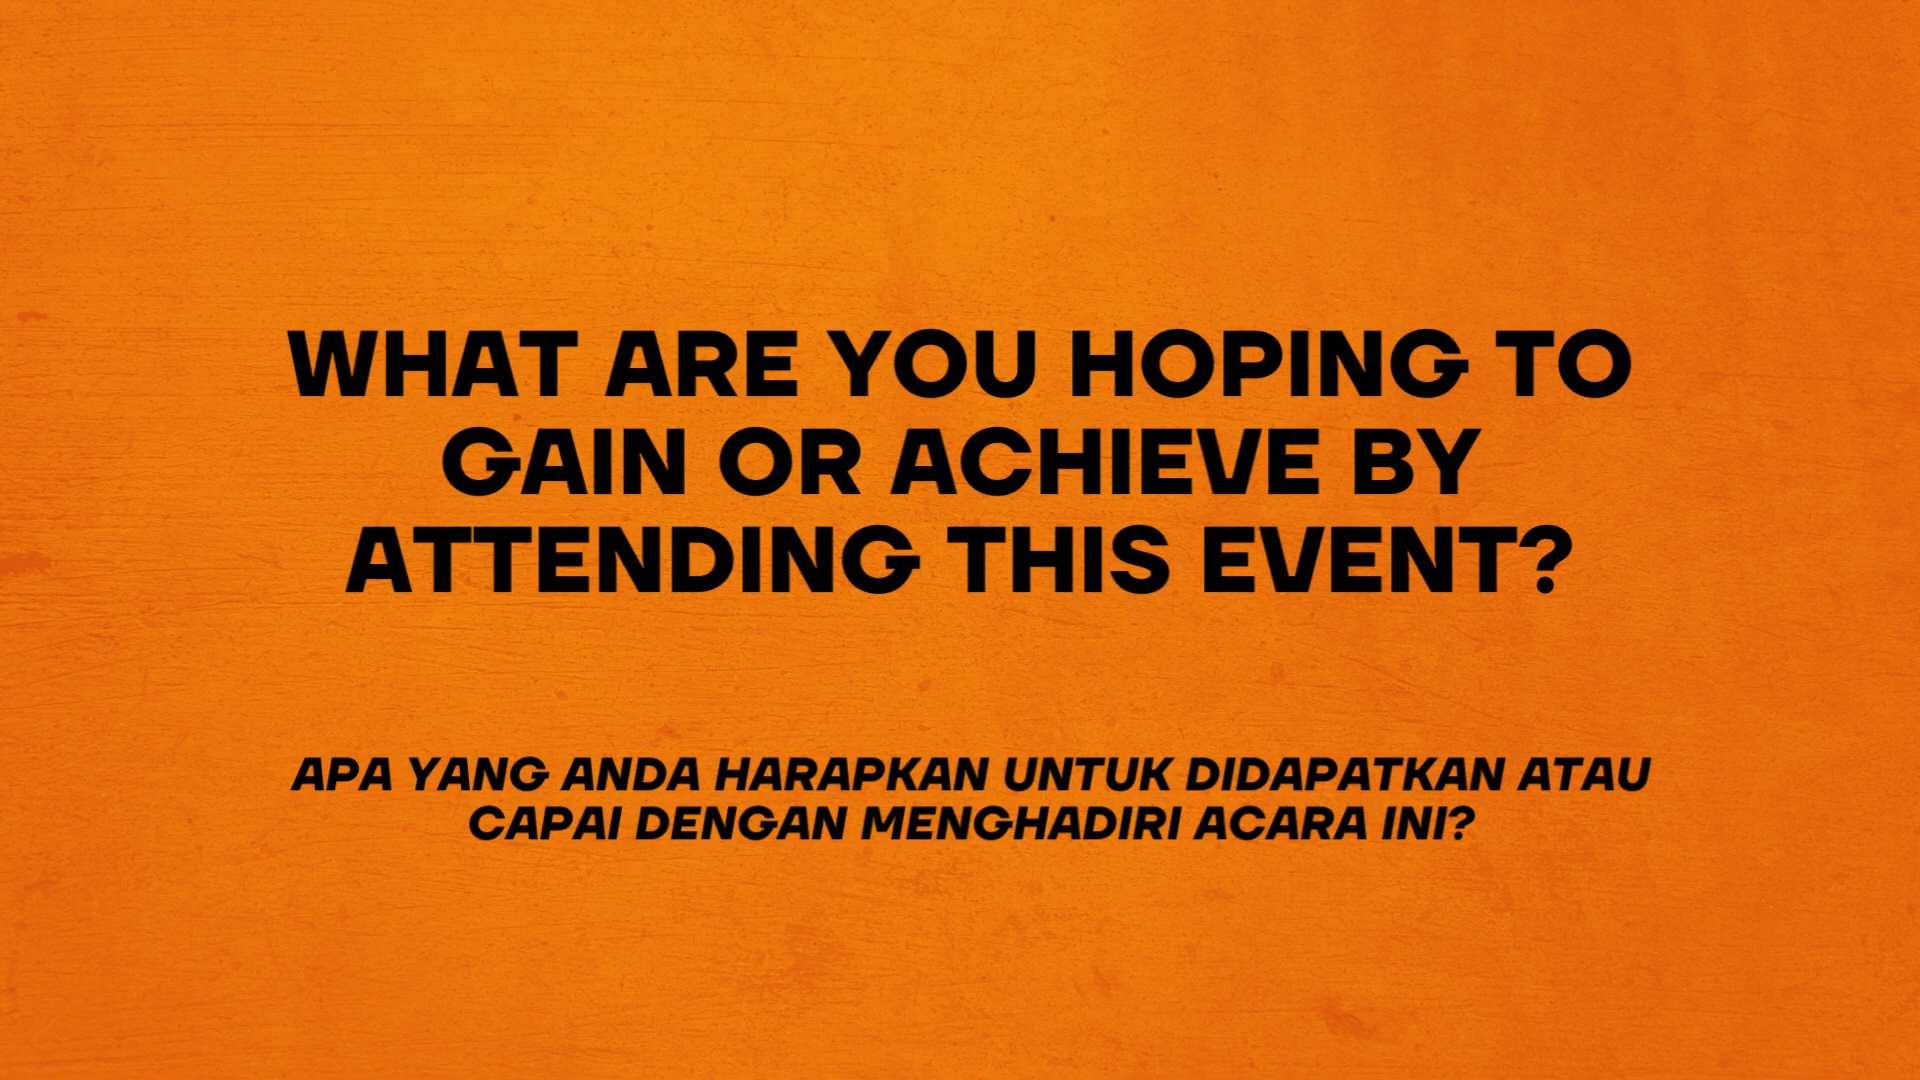 WHAT ARE YOU HOPING TO
GAIN OR ACHIEVE BY
ATTENDING THIS EVENT?
APA YANG ANDA HARAPKAN UNTUK DIDAPATKAN ATAU
CAPAI DENGAN MENGHADIRI ACARA INI?